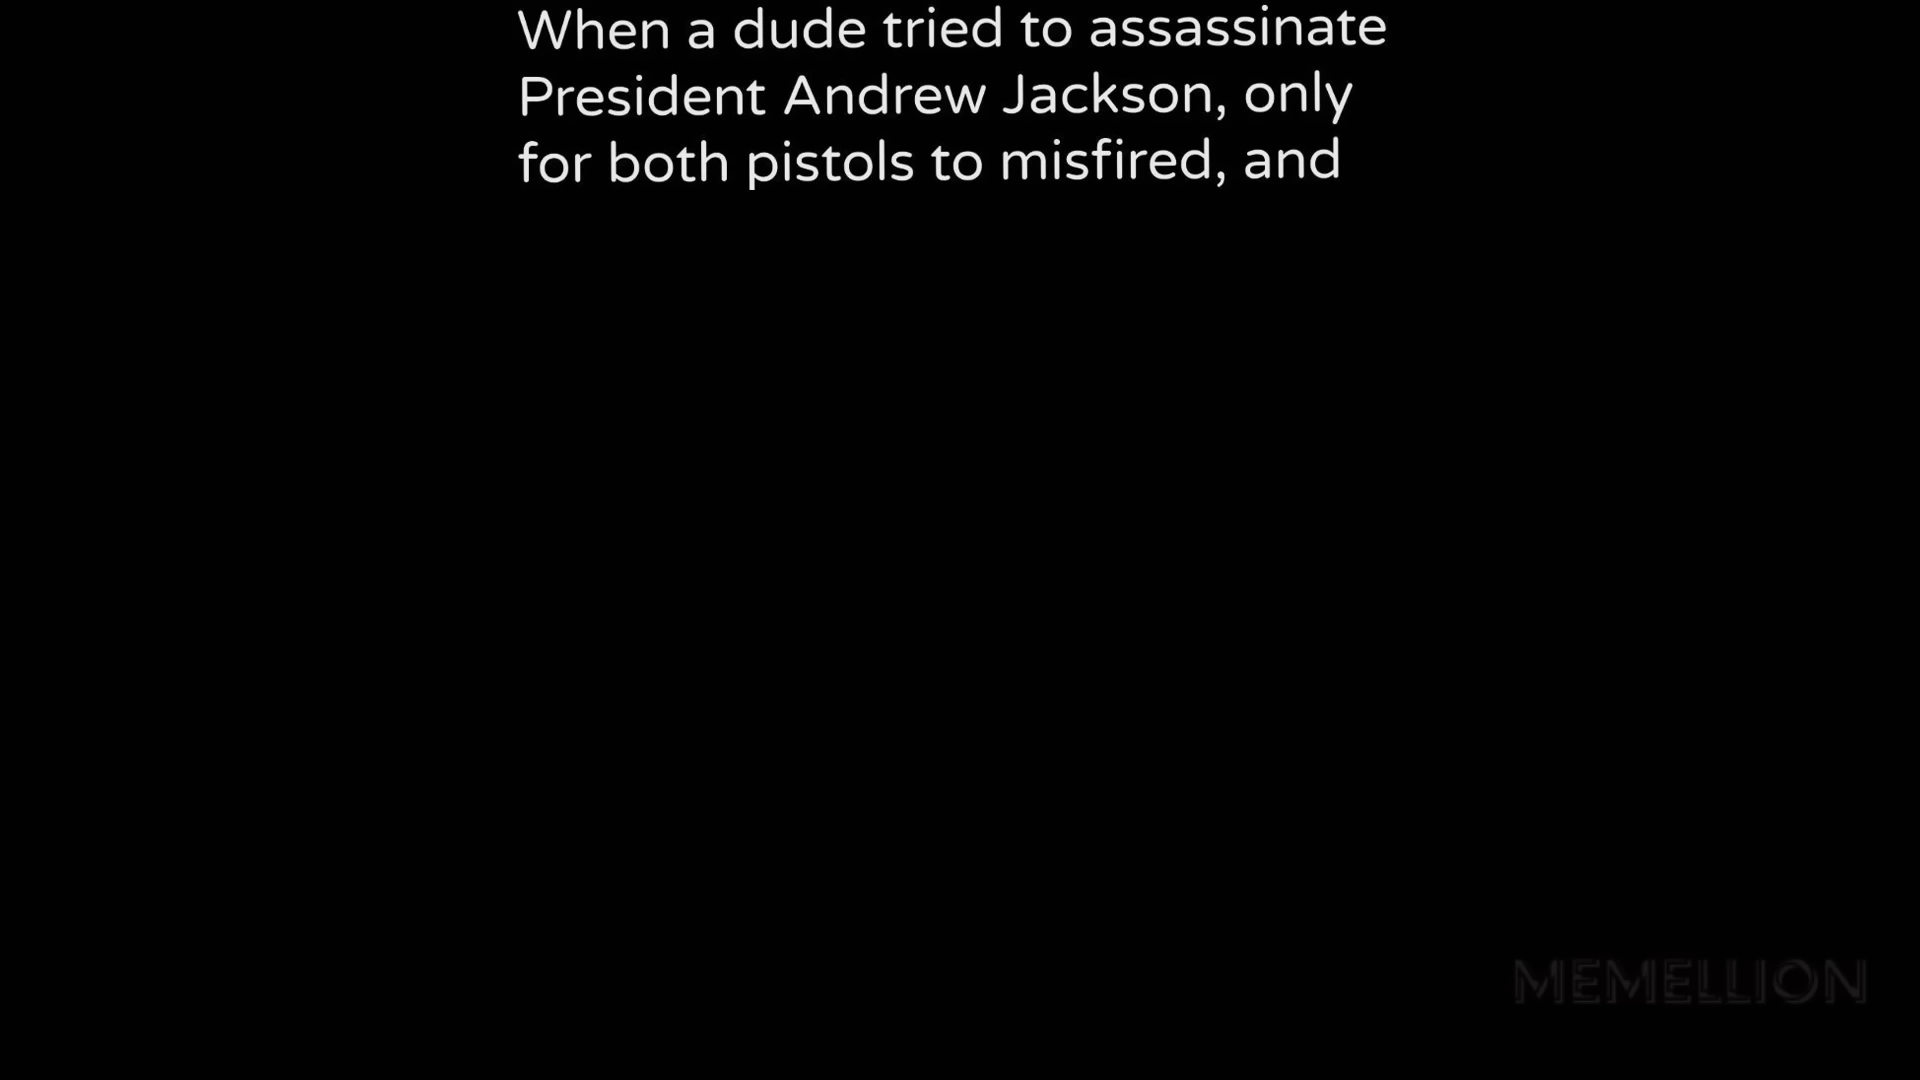 When a dude tried to assassinate
President Andrew Jackson, only
for both pistols to misfired, and
MEMELLION